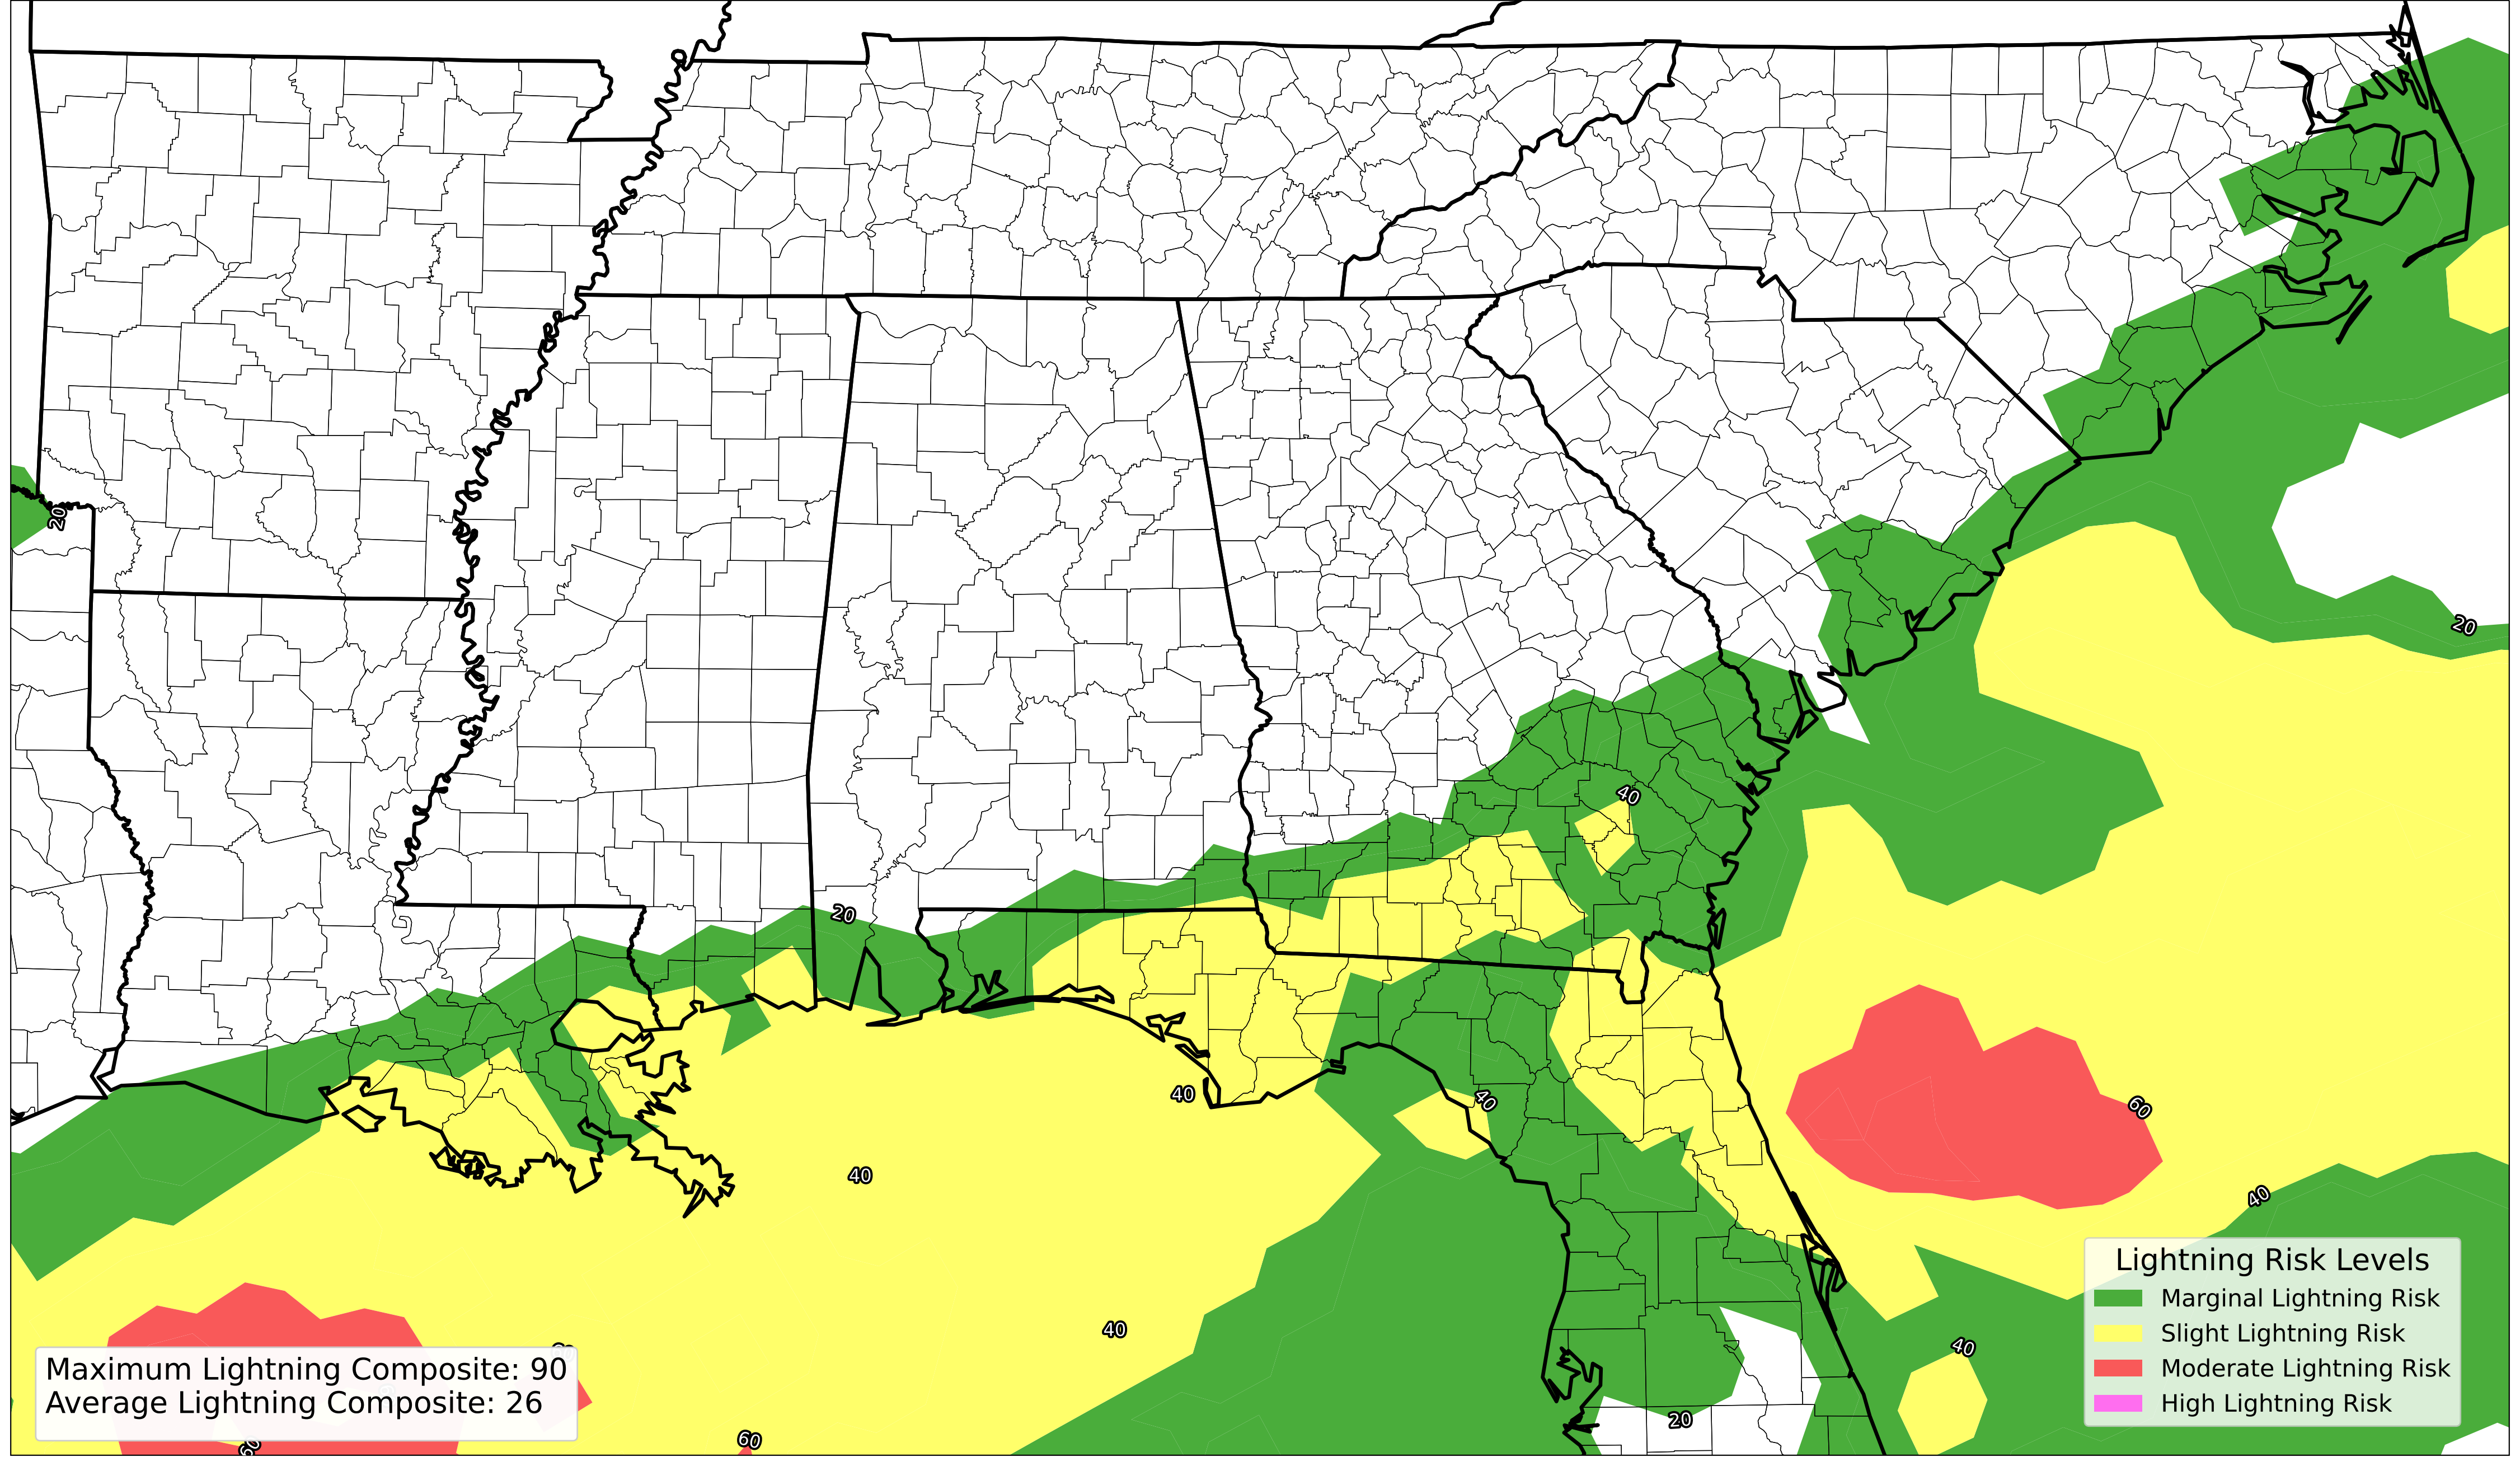 20
20
40
20
40
40
60
40
40
40
40
20
60
60
Lightning Risk Levels
Marginal Lightning Risk
Slight Lightning Risk
Moderate Lightning Risk
High Lightning Risk
Maximum Lightning Composite: 90
Average Lightning Composite: 26